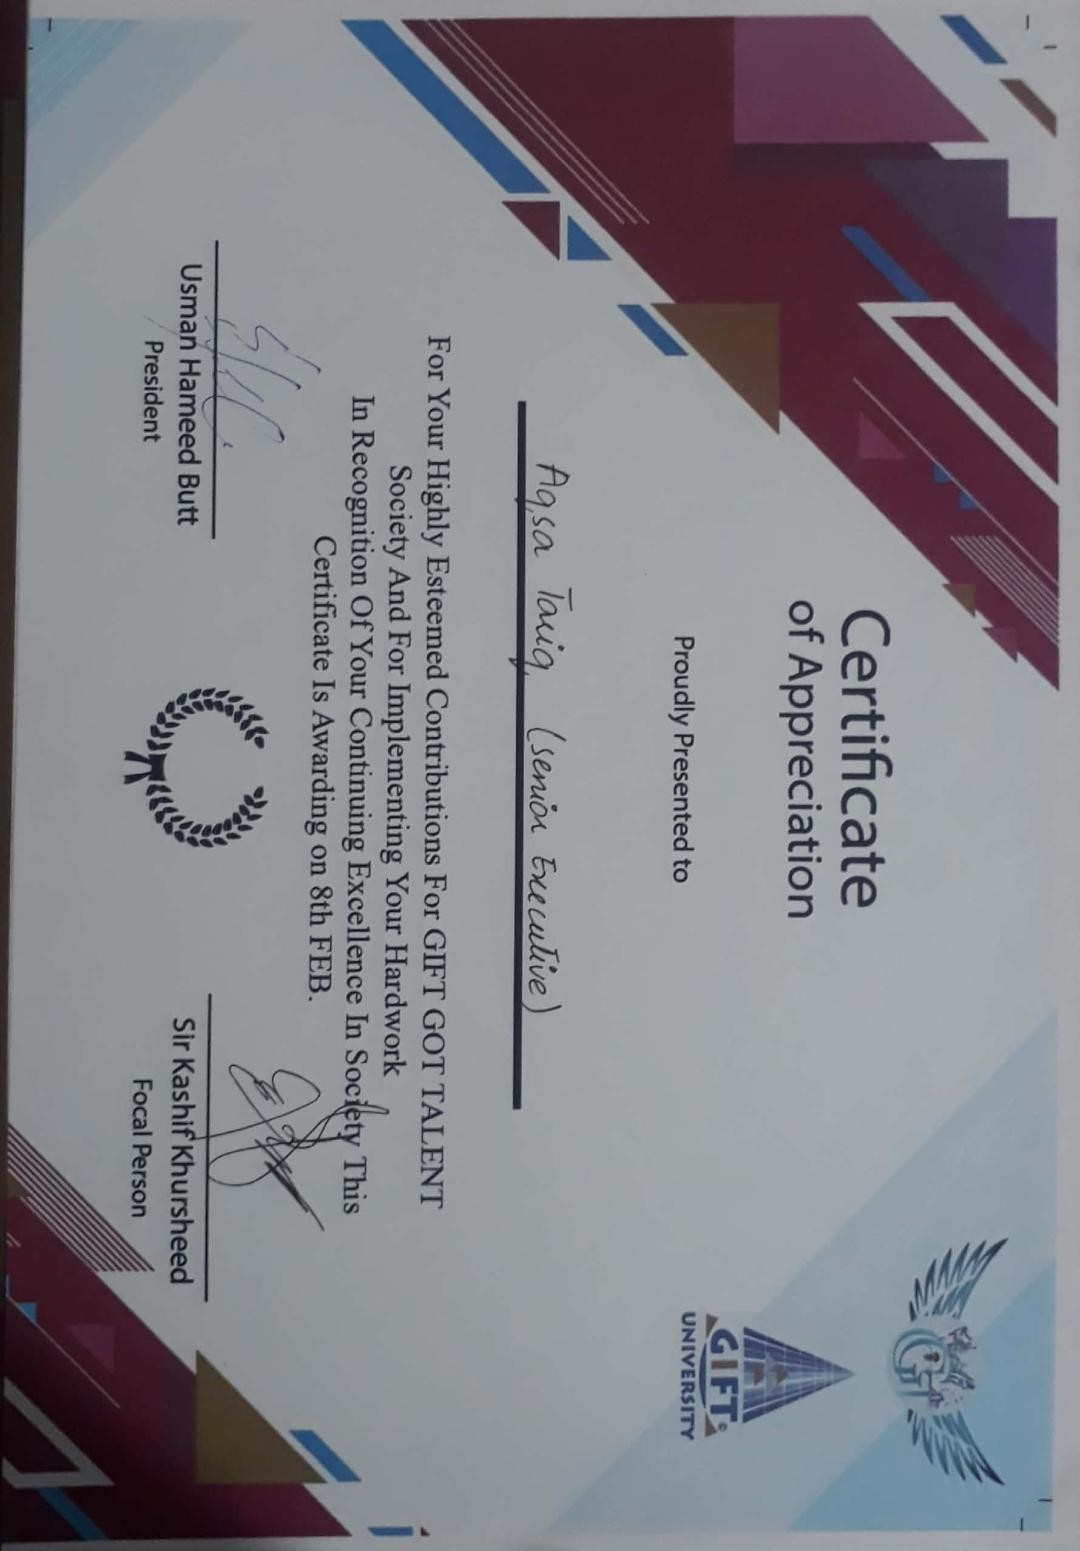 Certificate
of Appreciation
GIFT
UNIVERSITY
Proudly Presented to
Aqsa Tariq (senior Executive)
For Your Highly Esteemed Contributions For GIFT GOT TALENT
Society And For Implementing Your Hardwork
In Recognition Of Your Continuing Excellence In Society This
Certificate Is Awarding on 8th FEB.
Usman Hameed Butt
President
Sir Kashif Khursheed
Focal Person